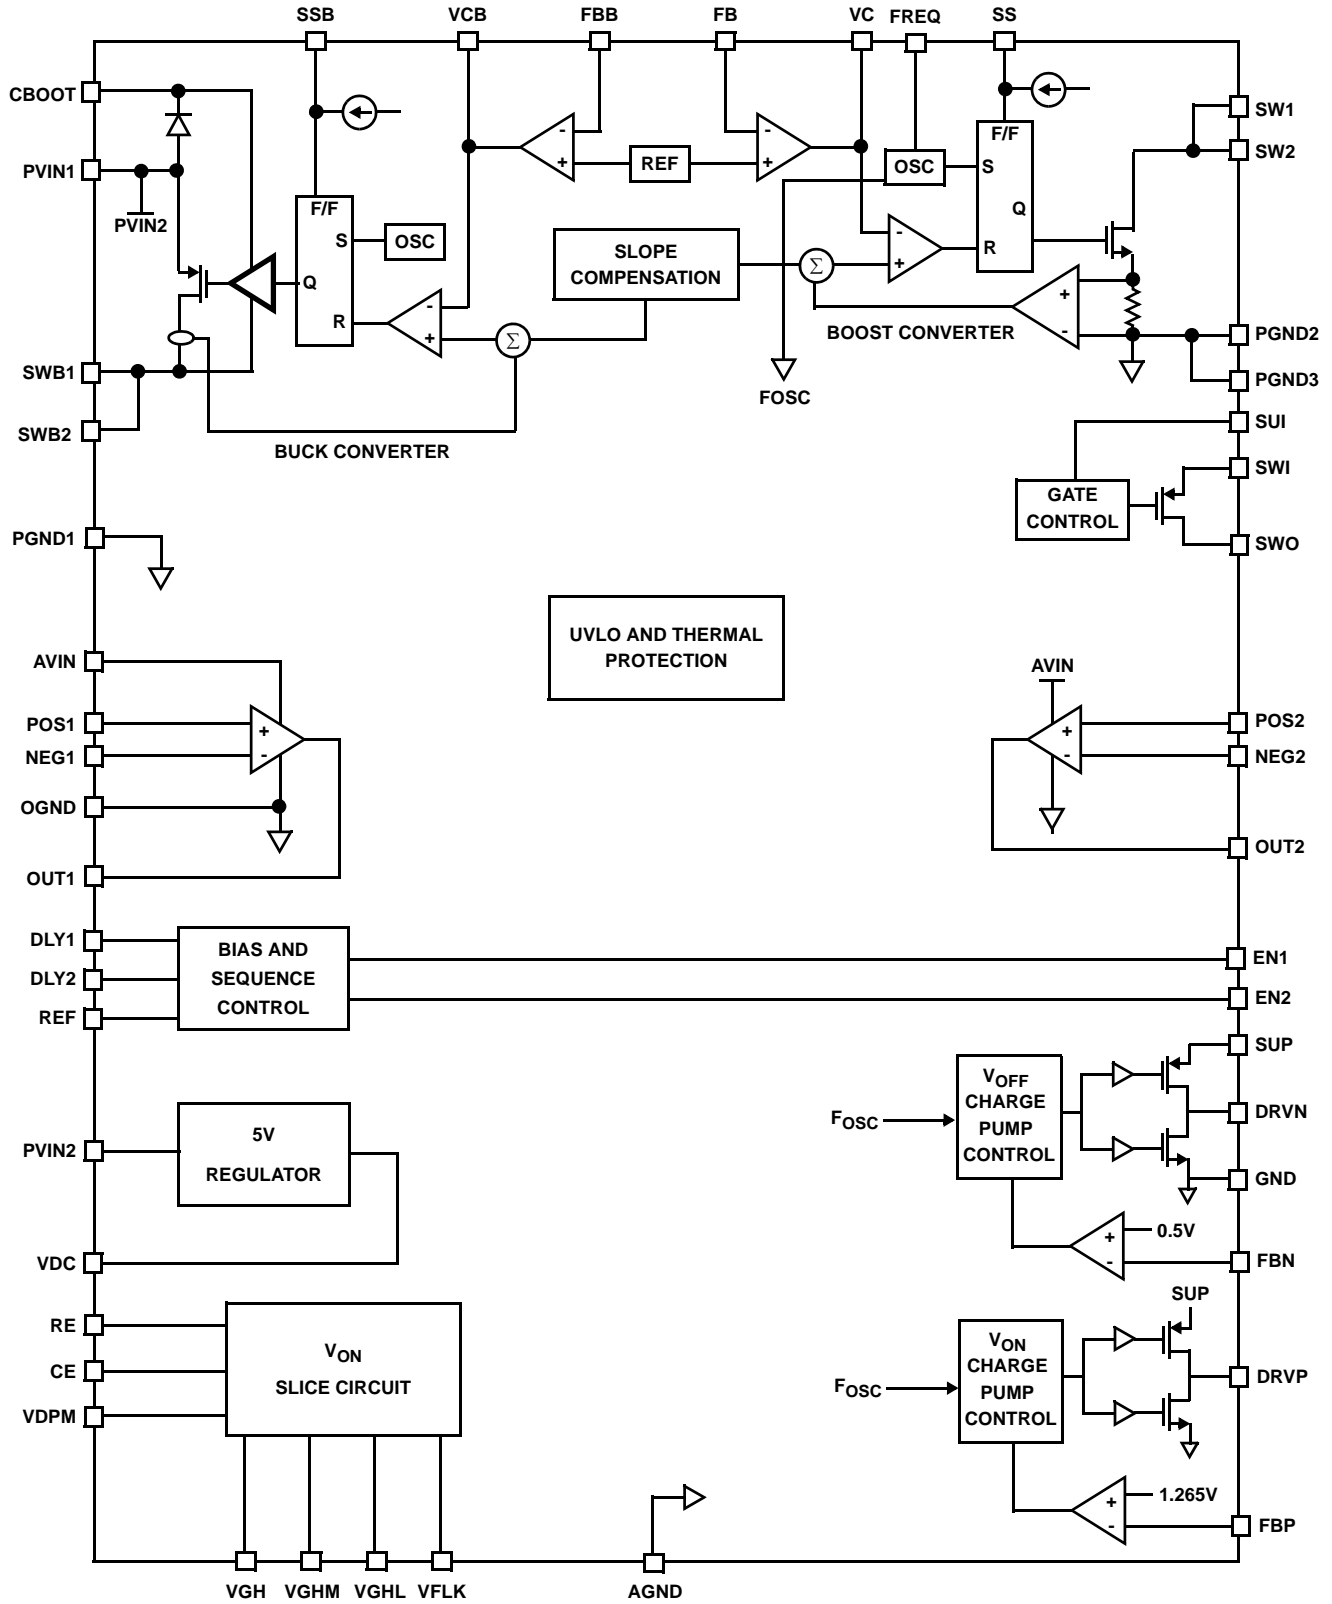 SSB VCB FBB FB VC FREQ SS
CBOOT
SW1
F/F
SW2
PVIN1
REF
OSC
S
PVIN2
F/F
Q
S
OSC
SLOPE
COMPENSATION
R
Σ
Q
R
BOOST CONVERTER
PGND2
Σ
SWB1
PGND3
FOSC
SUI
SWB2
BUCK CONVERTER
SWI
GATE
CONTROL
PGND1
SWO
UVLO AND THERMAL
PROTECTION
AVIN
AVIN
POS1
POS2
NEG1
NEG2
OGND
OUT2
OUT1
DLY1
BIAS AND
SEQUENCE
CONTROL
EN1
DLY2
EN2
REF
SUP
VOFF
CHARGE
PUMP
CONTROL
FOSC
DRVN
5V
REGULATOR
PVIN2
GND
+
-
0.5V
VDC
FBN
SUP
RE
VON
SLICE CIRCUIT
VON
CHARGE
PUMP
CONTROL
CE
FOSC
DRVP
VDPM
+
-
1.265V
FBP
VGH VGHM VGHL VFLK AGND